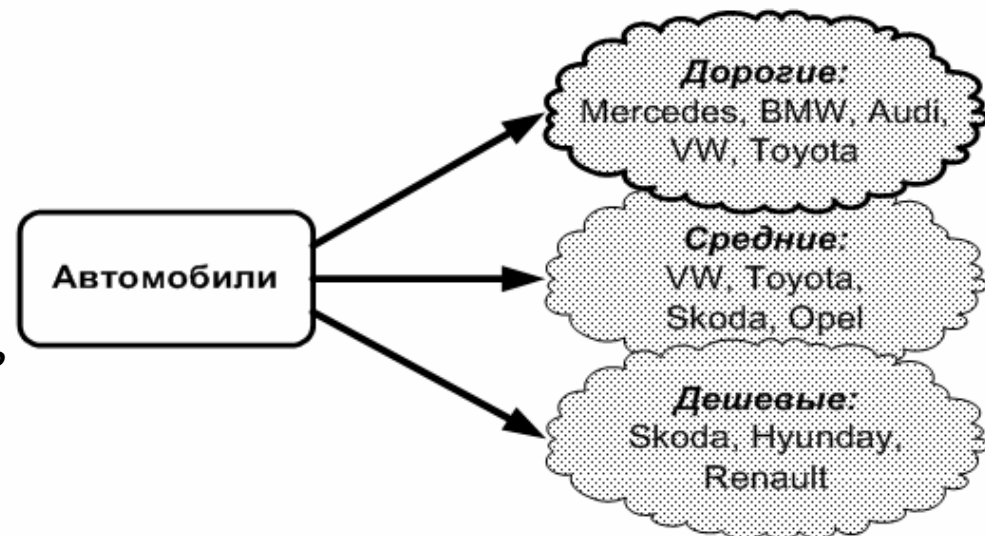 Автомобили
Дорогие:
Mercedes, BMW, Audi,
VW, Toyota
Средние:
VW, Toyota,
Skoda, Opel
Дешевые:
Skoda, Hyunday,
Renault
,